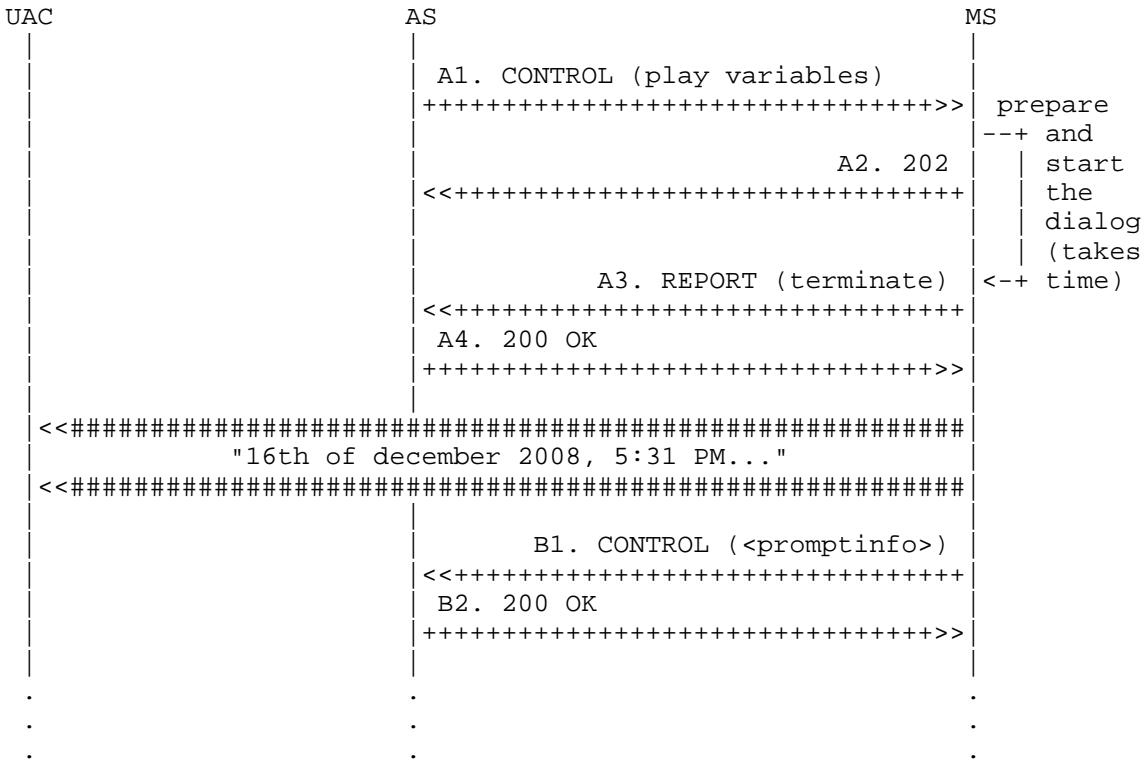 UAC AS MS
A1. CONTROL (play variables)
++++++++++++++++++++++++++++++++>> prepare
--+ and
A2. 202 | start
<<++++++++++++++++++++++++++++++++ | the
| dialog
| (takes
A3. REPORT (terminate) <-+ time)
<<++++++++++++++++++++++++++++++++
A4. 200 OK
++++++++++++++++++++++++++++++++>>
<<########################################################
"16th of december 2008, 5:31 PM..."
<<########################################################
B1. CONTROL (<promptinfo>)
<<++++++++++++++++++++++++++++++++
B2. 200 OK
++++++++++++++++++++++++++++++++>>
. . .
. . .
. . .